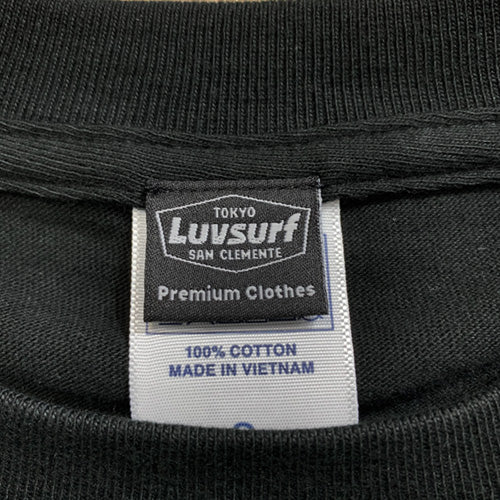 TOKYO
Luvsurf
SAN CLEMENTE
Premium Clothes
100% COTTON
MADE IN VIETNAM